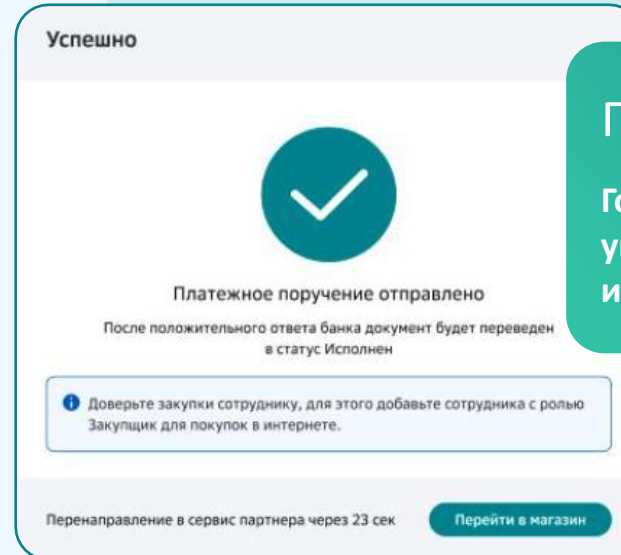 Успешно
Платежное поручение отправлено
После положительного ответа банка документ будет переведен
в статус Исполнен
Доверьте закупки сотруднику, для этого добавьте сотрудника с ролью
Закупщик для покупок в интернете.
Перенаправление в сервис партнера через 23 сек
Перейти в магазин